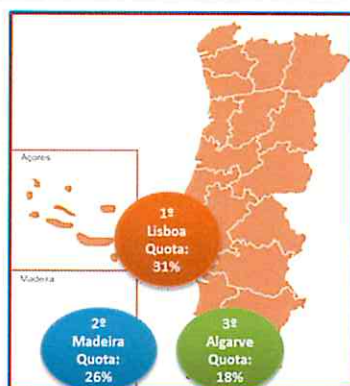 Açores
1º
Lisboa
Quota:
31%
Madeira
2º
Madeira
Quota:
26%
3º
Algarve
Quota:
18%